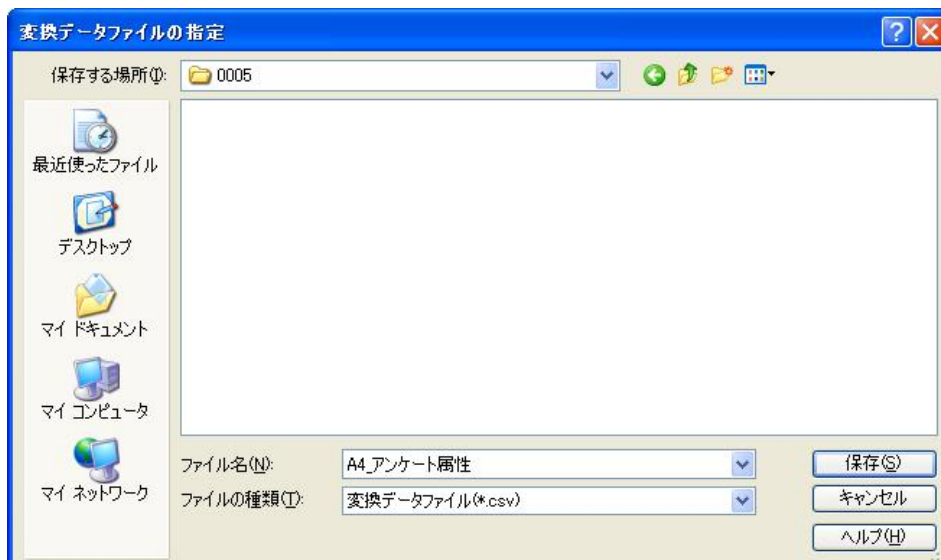 変換データファイルの指定
保存する場所(I):
0005
最近使ったファイル
デスクトップ
マイ ドキュメント
マイ コンピュータ
マイ ネットワーク
ファイル名(N):
A4_アンケート属性
保存(S)
ファイルの種類(T):
変換データファイル(*.csv)
キャンセル
ヘルプ(H)